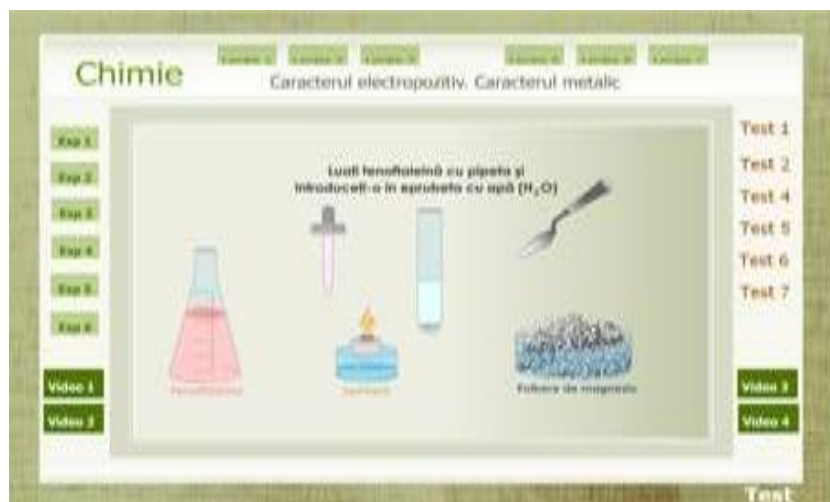 Chimie
Caracterul electropozitiv. Caracterul metalic
Exp 1
Exp 2
Exp 3
Exp 4
Exp 5
Exp 6
Video 1
Video 2
Luați fenoftaleină cu pipeta și
introduceți-o în eprubeta cu apă (H₂O)
Fenoftaleina
Spirtieră
Pulbere de magneziu
Test 1
Test 2
Test 4
Test 5
Test 6
Test 7
Video 3
Video 4
Test